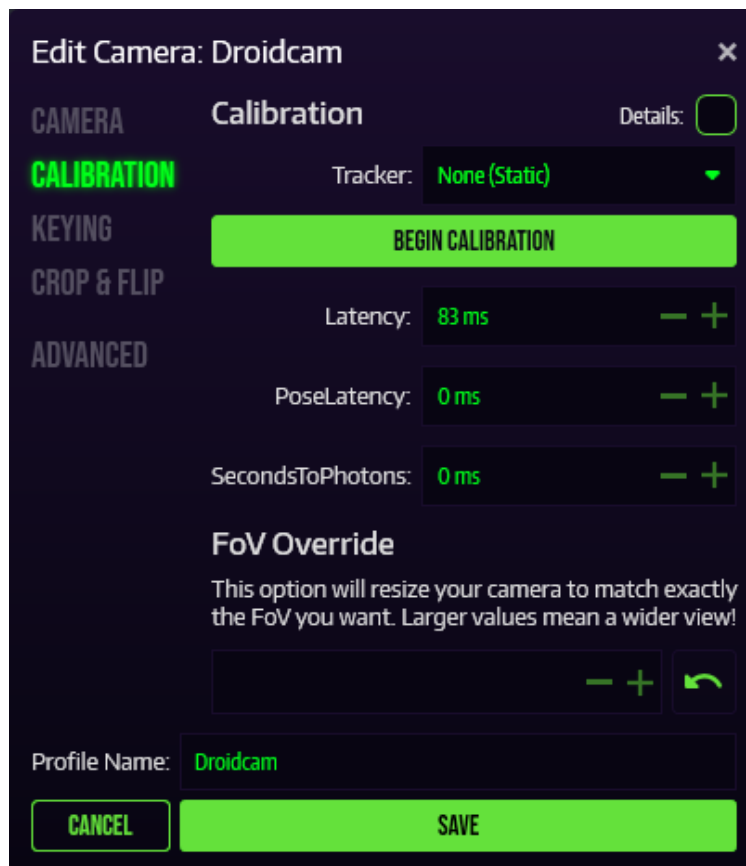 Edit Camera: Droidcam ×
CAMERA
CALIBRATION
KEYING
CROP & FLIP
ADVANCED
Calibration Details:
Tracker: None (Static)
BEGIN CALIBRATION
Latency: 83 ms − +
PoseLatency: 0 ms − +
SecondsToPhotons: 0 ms − +
FoV Override
This option will resize your camera to match exactly
the FoV you want. Larger values mean a wider view!
− +
Profile Name: Droidcam
CANCEL SAVE